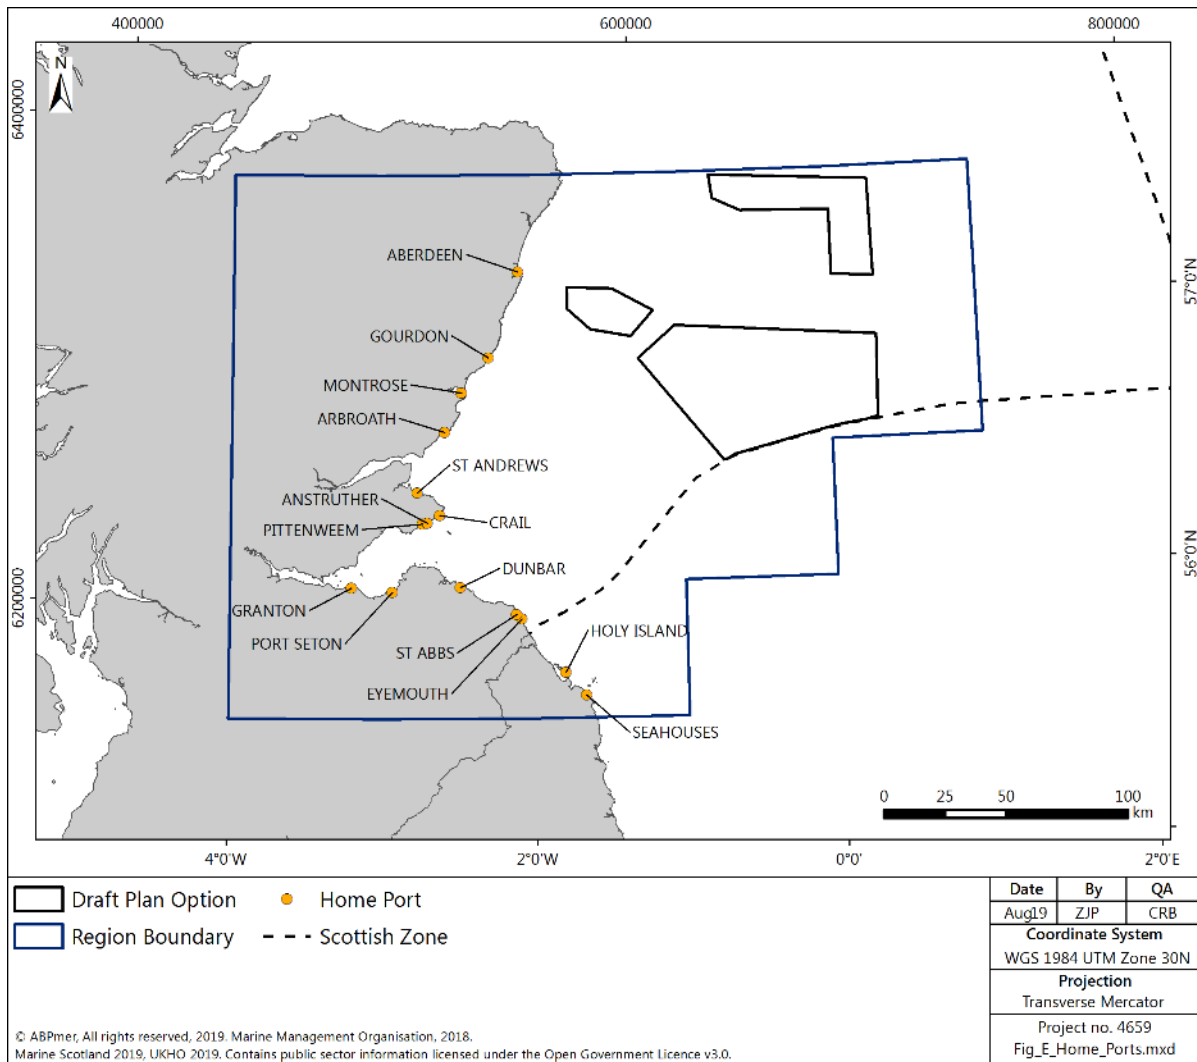 400000
600000
800000
N
6400000
ABERDEEN
57°0'N
GOURDON
MONTROSE
ARBROATH
ST ANDREWS
ANSTRUTHER
CRAIL
PITTENWEEM
56°0'N
DUNBAR
6200000
GRANTON
HOLY ISLAND
PORT SETON
ST ABBS
EYEMOUTH
SEAHOUSES
0 25 50 100
km
4°0'W
2°0'W
0°0'
2°0'E
Draft Plan Option
Home Port
Region Boundary
Scottish Zone
Date By QA
Aug19 ZJP CRB
Coordinate System
WGS 1984 UTM Zone 30N
Projection
Transverse Mercator
Project no. 4659
Fig_E_Home_Ports.mxd
© ABPmer, All rights reserved, 2019. Marine Management Organisation, 2018.
Marine Scotland 2019, UKHO 2019. Contains public sector information licensed under the Open Government Licence v3.0.